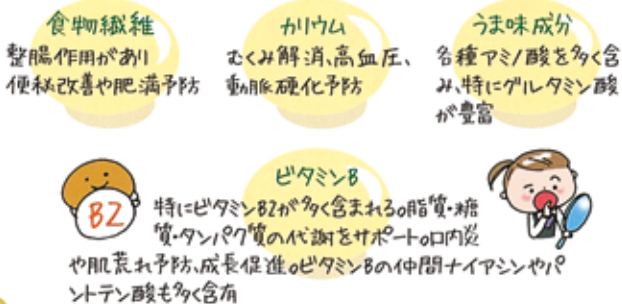 食物繊維
整腸作用があり
便秘改善や肥満予防
カリウム
むくみ解消、高血圧、
動脈硬化予防
うま味成分
各種アミノ酸を多く含
み、特にグルタミン酸
が豊富
ビタミンB
B2
特にビタミンB2が多く含まれる。脂質・糖
質・タンパク質の代謝をサポート。口内炎
や肌荒れ予防、成長促進。ビタミンBの仲間ナイアシンやパ
ントテン酸も多く含有